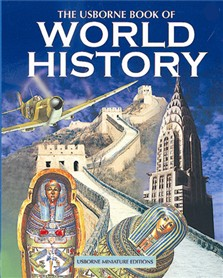 THE USBORNE BOOK OF
WORLD
HISTORY
USBORNE MINIATURE EDITIONS